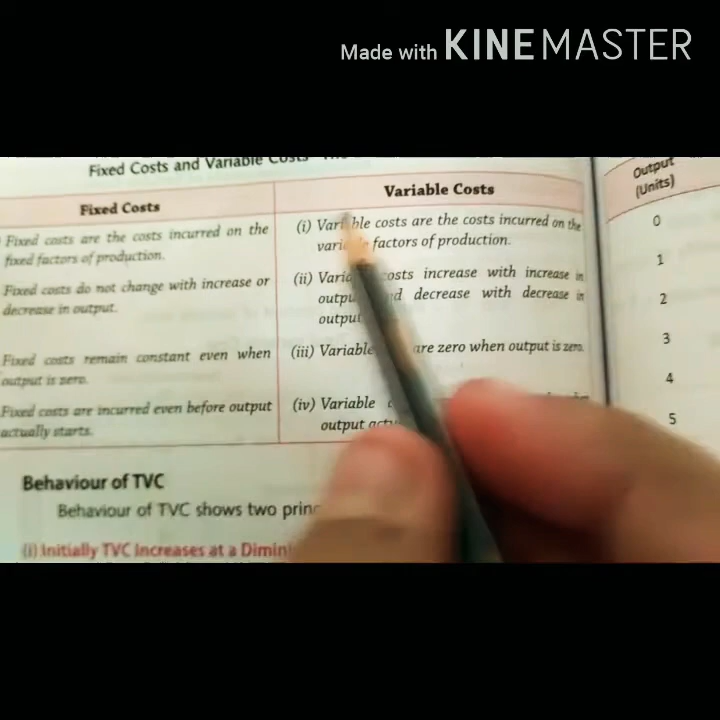 Made with KINEMASTER
Fixed Costs and Variable Costs
Output
(Units)
Fixed Costs
Fixed costs are the costs incurred on the
fixed factors of production.
Fixed costs do not change with increase or
decrease in output.
Fixed costs remain constant even when
output is zero.
Fixed costs are incurred even before output
actually starts.
Variable Costs
(i) Variable costs are the costs incurred on the
factors of production.
(ii) costs increase with increase in
decrease with decrease in
output
(iii) Variable are zero when output is zero.
(iv) Variable
output
0
1
2
3
4
5
Behaviour of TVC
Behaviour of TVC shows two
(i) Initially TVC Increases at a